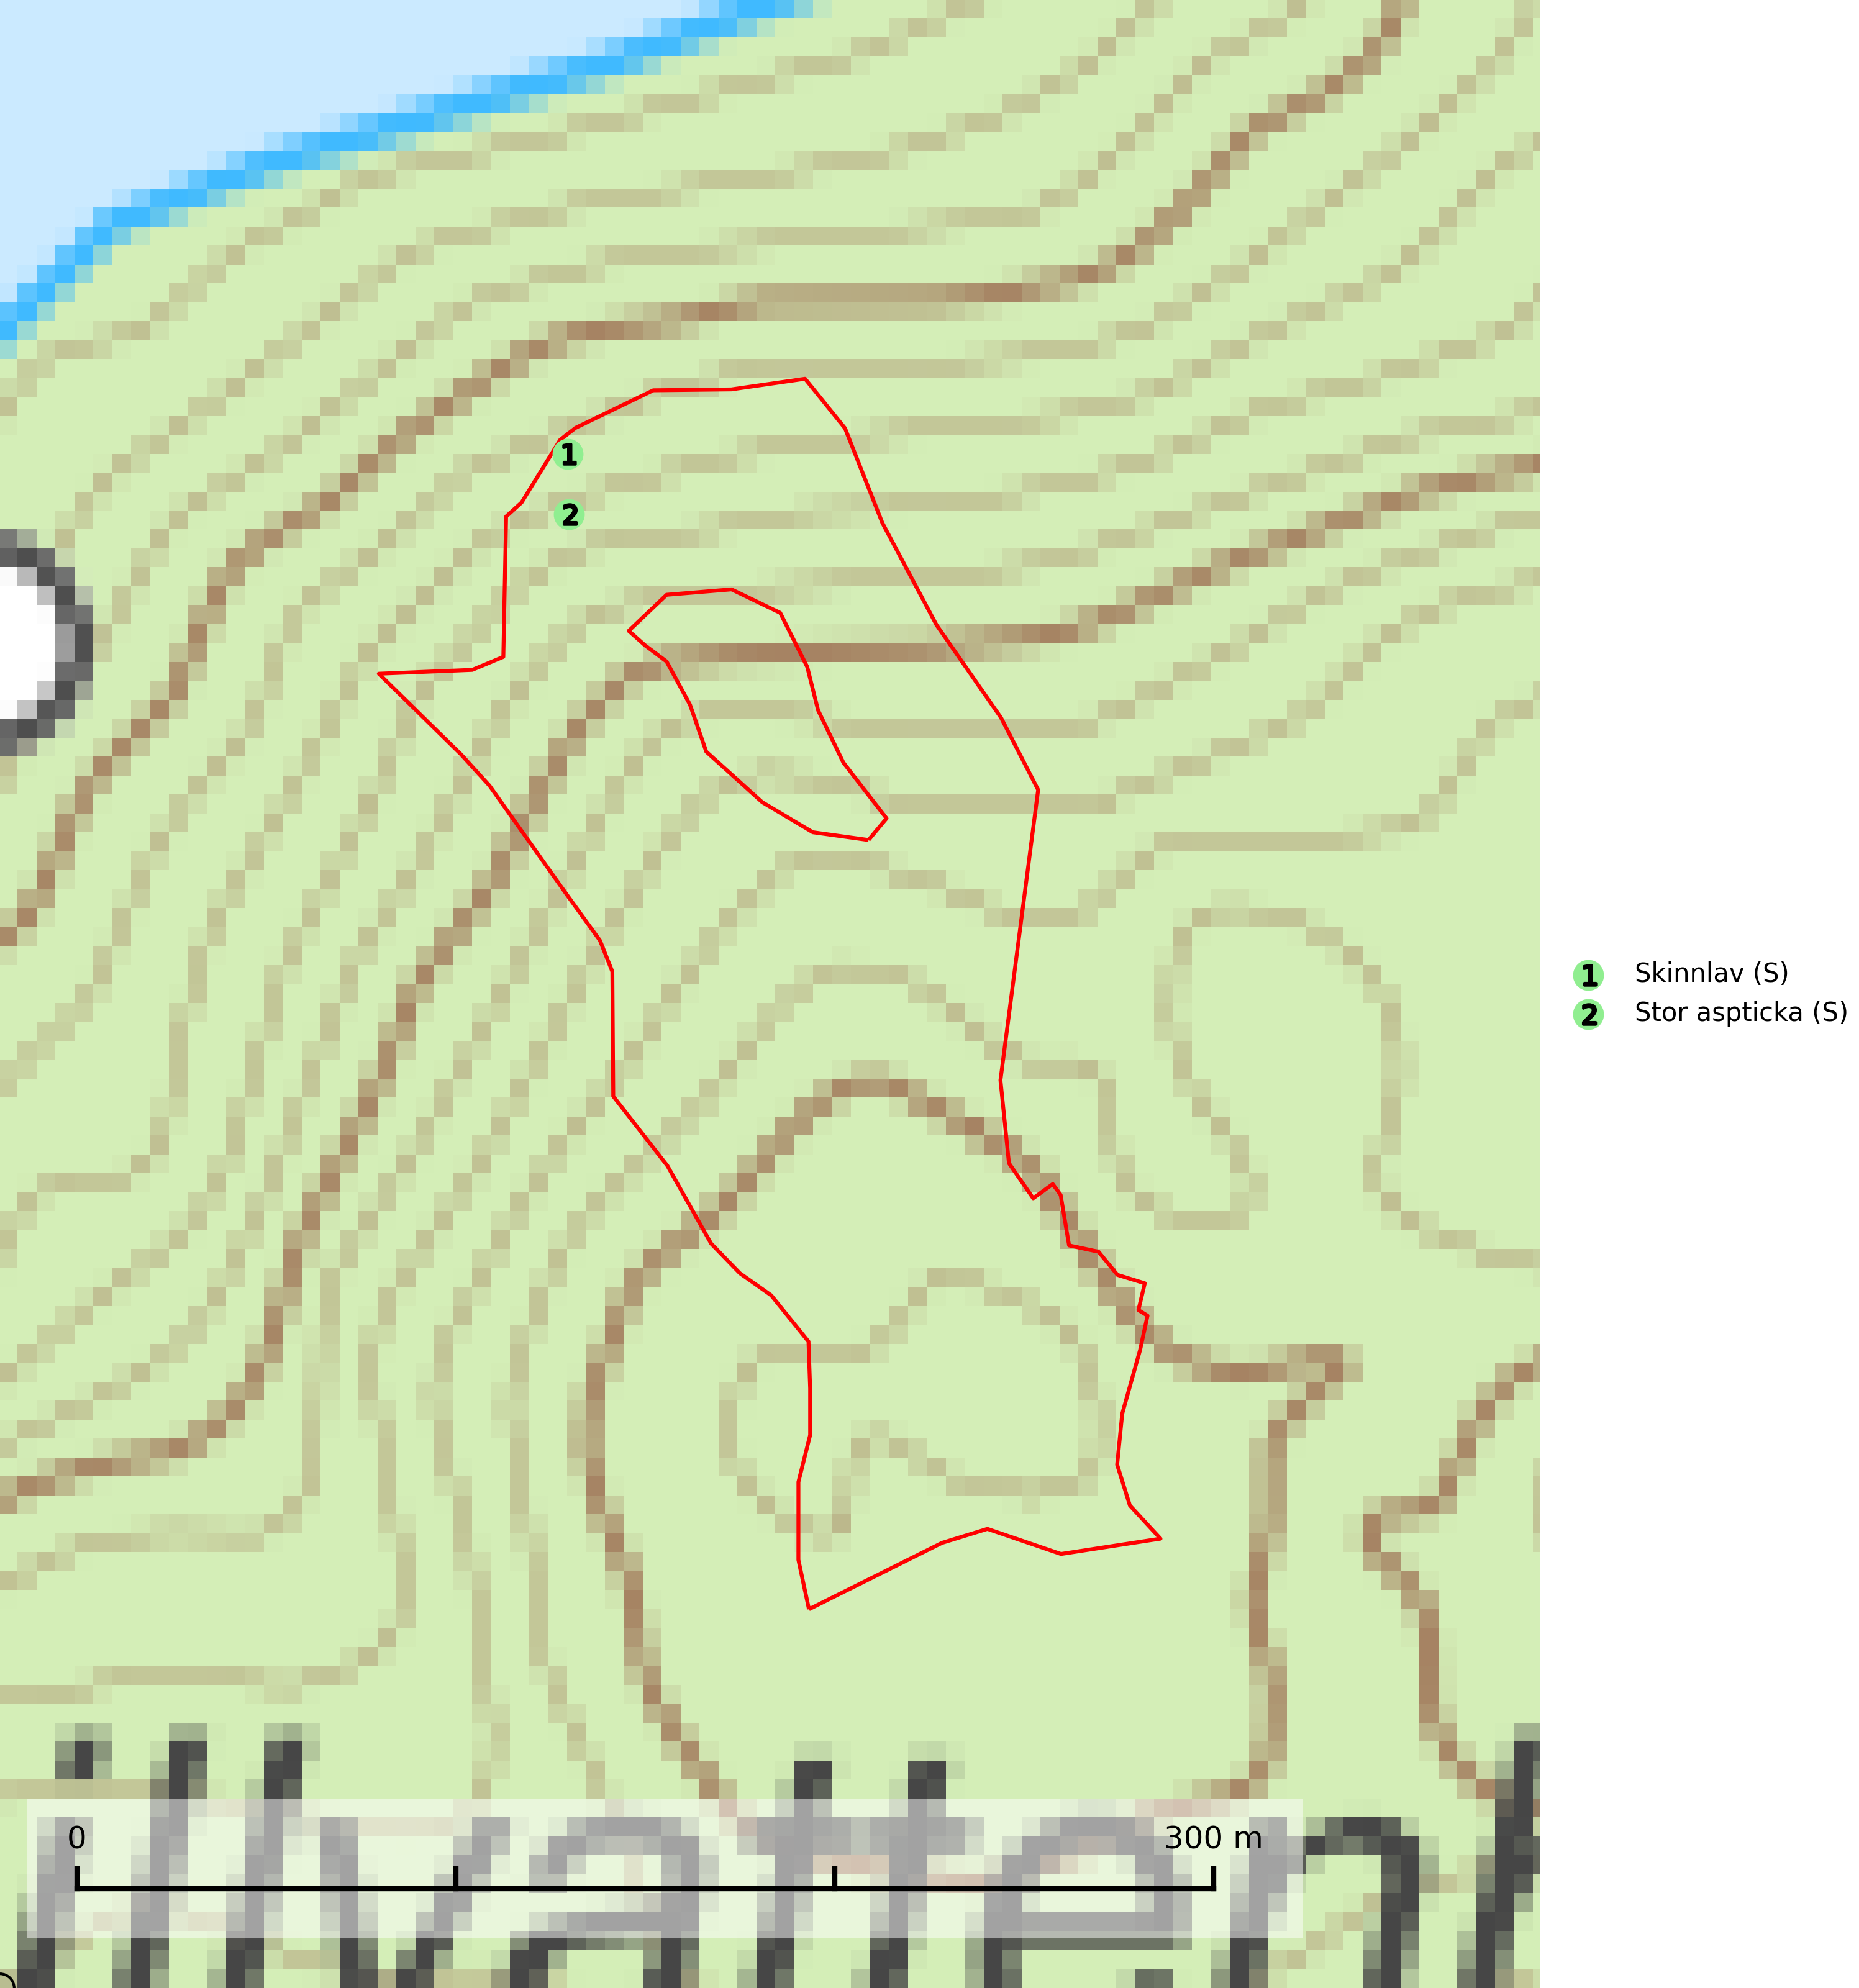 1
2
1 Skinnlav (S)
2 Stor aspticka (S)
0 300 m